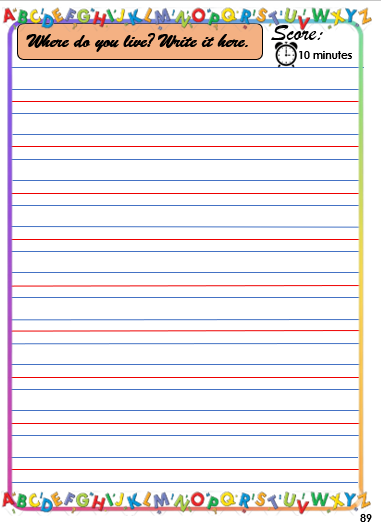 ABCDEFGHIJKLMNOPQRSTUVWXYZ
Where do you live? Write it here.
Score:
10 minutes
ABCDEFGHIJKLMNOPQRSTUVWXYZ
89